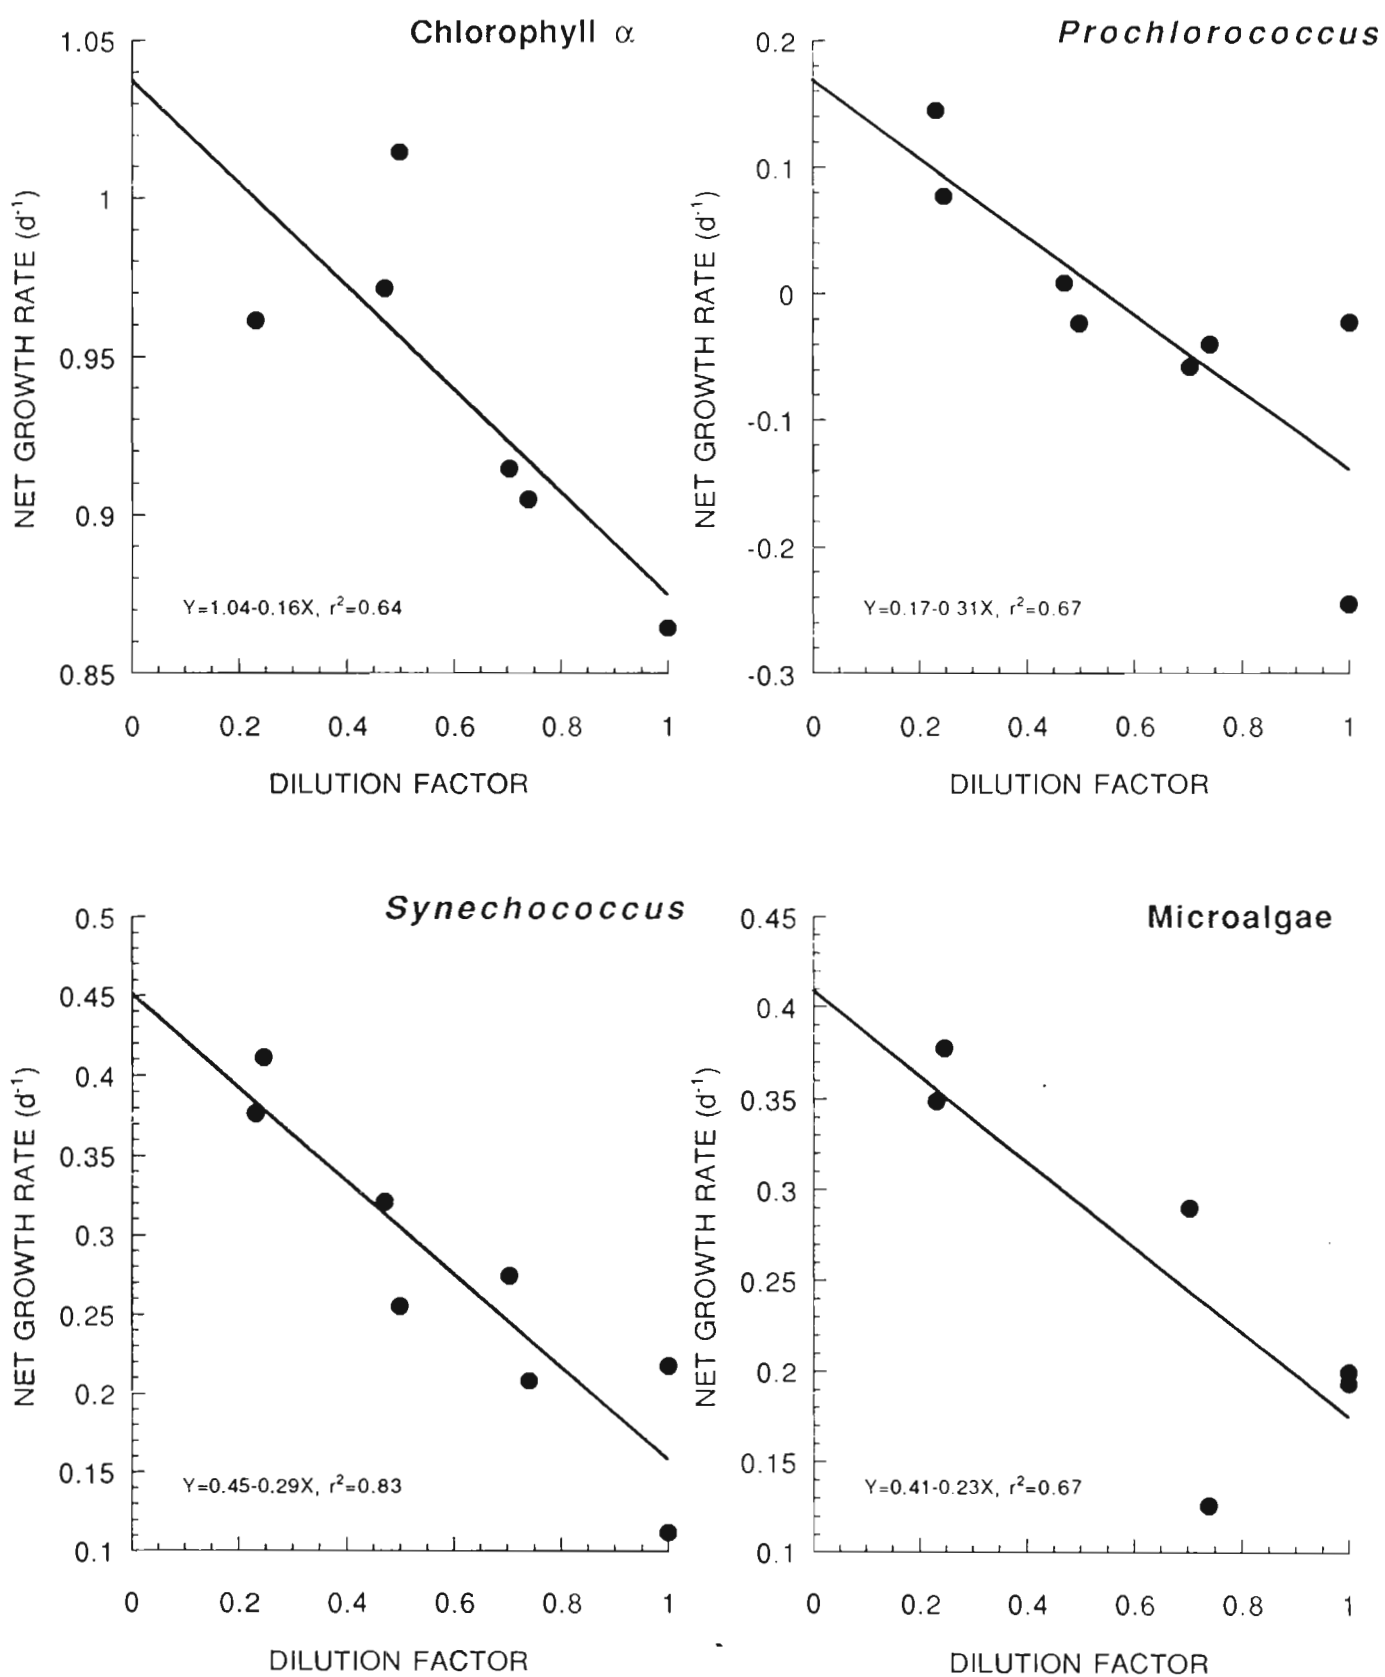 Chlorophyll α
1.05
1
0.95
0.9
0.85
NET GROWTH RATE (d⁻¹)
Y=1.04-0.16X, r²=0.64
0 0.2 0.4 0.6 0.8 1
DILUTION FACTOR
Prochlorococcus
0.2
0.1
0
-0.1
-0.2
-0.3
NET GROWTH RATE (d⁻¹)
Y=0.17-0 31X, r²=0.67
0 0.2 0.4 0.6 0.8 1
DILUTION FACTOR
Synechococcus
0.5
0.45
0.4
0.35
0.3
0.25
0.2
0.15
0.1
NET GROWTH RATE (d⁻¹)
Y=0.45-0.29X, r²=0.83
0 0.2 0.4 0.6 0.8 1
DILUTION FACTOR
Microalgae
0.45
0.4
0.35
0.3
0.25
0.2
0.15
0.1
NET GROWTH RATE (d⁻¹)
Y=0.41-0.23X, r²=0.67
0 0.2 0.4 0.6 0.8 1
DILUTION FACTOR